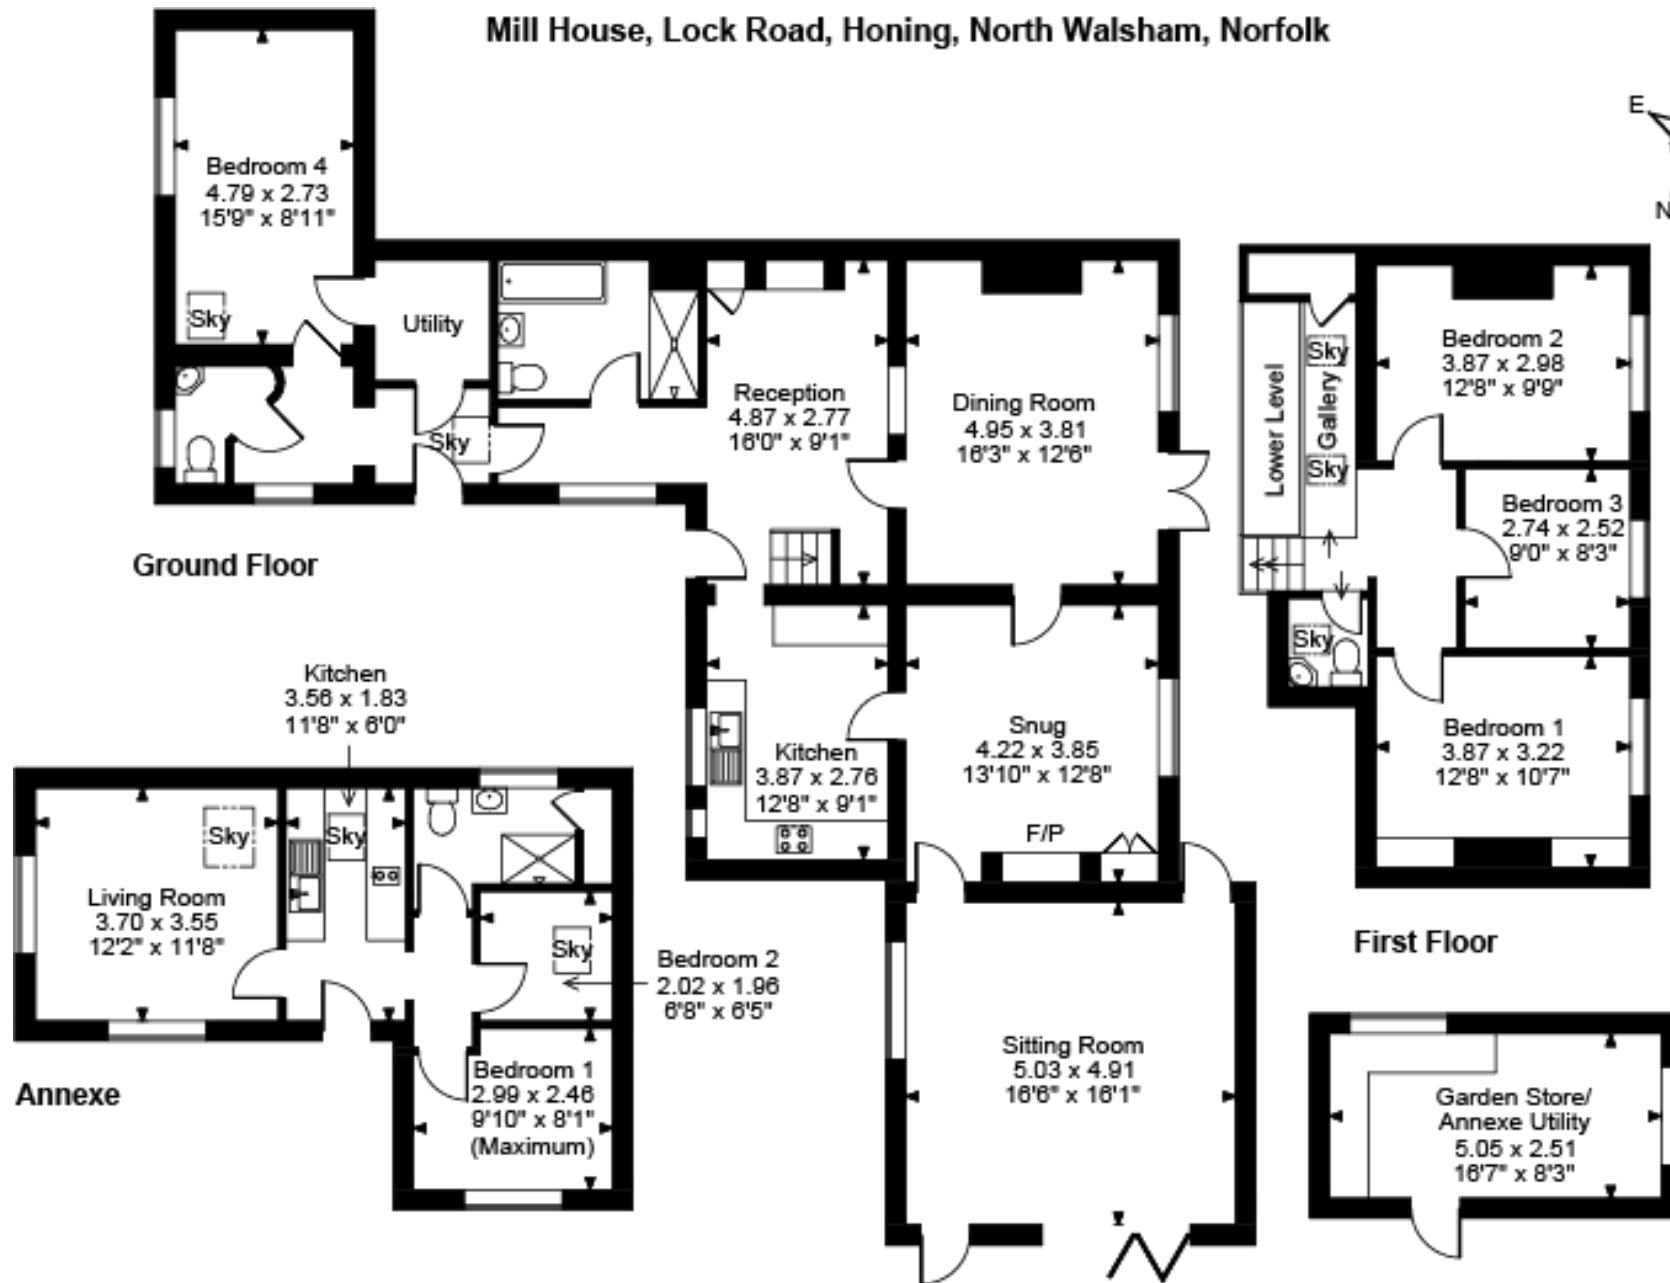 Mill House, Lock Road, Honing, North Walsham, Norfolk
E
N
Bedroom 4
4.79 x 2.73
15'9" x 8'11"
Sky
Utility
Sky
Reception
4.87 x 2.77
16'0" x 9'1"
Dining Room
4.95 x 3.81
16'3" x 12'6"
Ground Floor
Kitchen
3.87 x 2.76
12'8" x 9'1"
Snug
4.22 x 3.85
13'10" x 12'8"
F/P
Sitting Room
5.03 x 4.91
16'6" x 16'1"
Lower Level
Gallery
Sky
Sky
Bedroom 2
3.87 x 2.98
12'8" x 9'9"
Bedroom 3
2.74 x 2.52
9'0" x 8'3"
Sky
Bedroom 1
3.87 x 3.22
12'8" x 10'7"
First Floor
Kitchen
3.56 x 1.83
11'8" x 6'0"
Sky
Sky
Living Room
3.70 x 3.55
12'2" x 11'8"
Sky
Bedroom 2
2.02 x 1.96
6'8" x 6'5"
Bedroom 1
2.99 x 2.46
9'10" x 8'1"
(Maximum)
Annexe
Garden Store/
Annexe Utility
5.05 x 2.51
16'7" x 8'3"